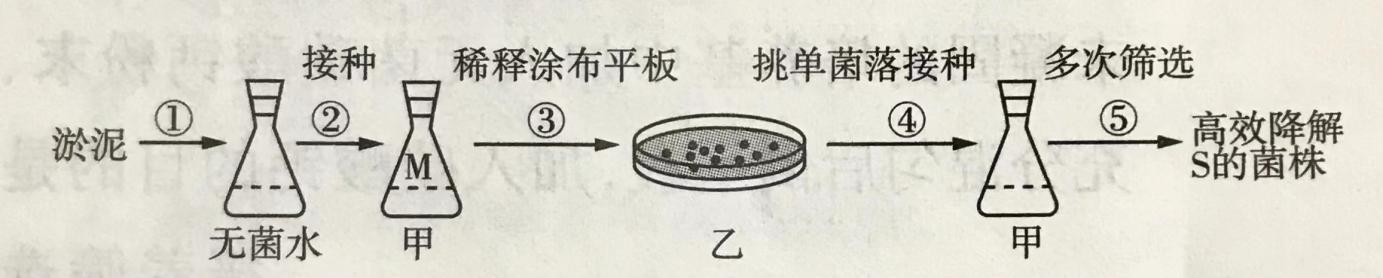 接种 稀释涂布平板 挑单菌落接种 多次筛选
淤泥 ① ② ③ ④ ⑤ 高效降解
S的菌株
M
无菌水 甲 乙 甲